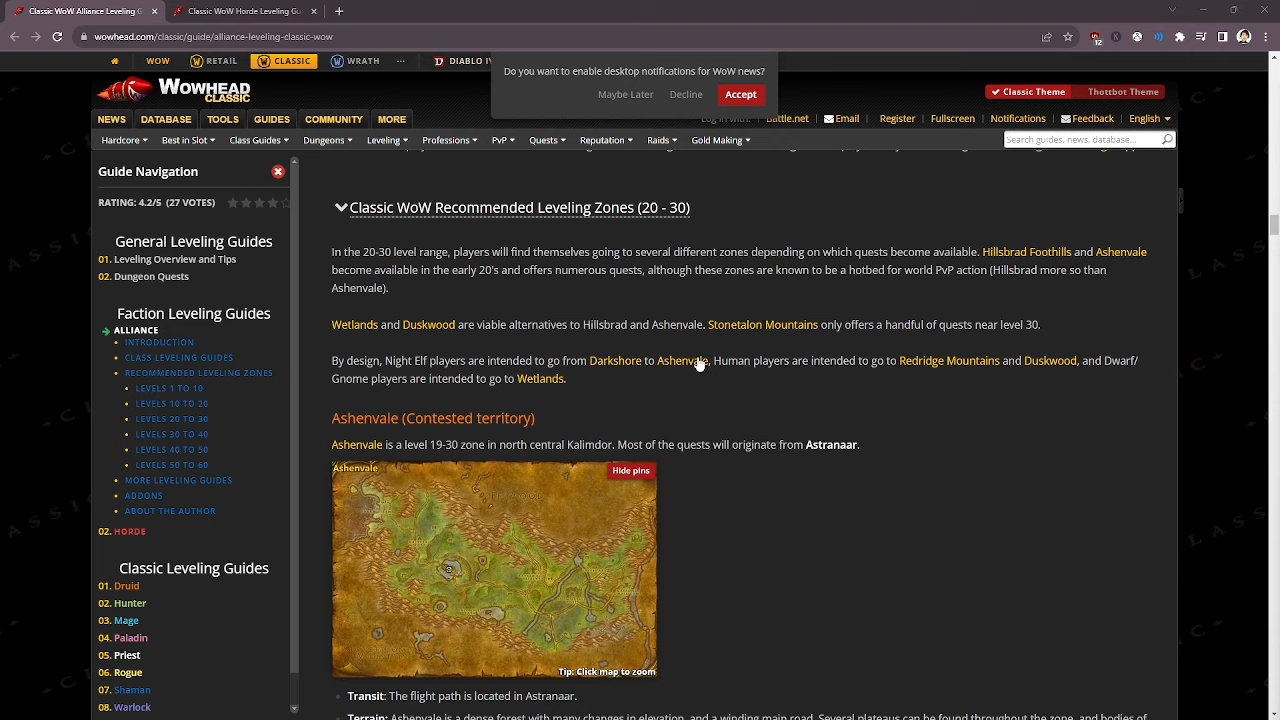 Classic WoW Alliance Leveling G
Classic WoW Horde Leveling Gu
wowhead.com/classic/guide/alliance-leveling-classic-wow
WOW
RETAIL
CLASSIC
WRATH
DIABLO IV
Do you want to enable desktop notifications for WoW news?
Maybe Later
Decline
Accept
WOWHEAD
CLASSIC
Classic Theme
Thottbot Theme
NEWS
DATABASE
TOOLS
GUIDES
COMMUNITY
MORE
Log in with:
Battle.net
Email
Register
Fullscreen
Notifications
Feedback
English
Hardcore
Best in Slot
Class Guides
Dungeons
Leveling
Professions
PvP
Quests
Reputation
Raids
Gold Making
Search guides, news, database...
Guide Navigation
RATING: 4.2/5 (27 VOTES)
General Leveling Guides
01. Leveling Overview and Tips
02. Dungeon Quests
Faction Leveling Guides
ALLIANCE
INTRODUCTION
CLASS LEVELING GUIDES
RECOMMENDED LEVELING ZONES
LEVELS 1 TO 10
LEVELS 10 TO 20
LEVELS 20 TO 30
LEVELS 30 TO 40
LEVELS 40 TO 50
LEVELS 50 TO 60
MORE LEVELING GUIDES
ADDONS
ABOUT THE AUTHOR
02. HORDE
Classic Leveling Guides
01. Druid
02. Hunter
03. Mage
04. Paladin
05. Priest
06. Rogue
07. Shaman
08. Warlock
Classic WoW Recommended Leveling Zones (20 - 30)
In the 20-30 level range, players will find themselves going to several different zones depending on which quests become available. Hillsbrad Foothills and Ashenvale
become available in the early 20's and offers numerous quests, although these zones are known to be a hotbed for world PvP action (Hillsbrad more so than
Ashenvale).
Wetlands and Duskwood are viable alternatives to Hillsbrad and Ashenvale. Stonetalon Mountains only offers a handful of quests near level 30.
By design, Night Elf players are intended to go from Darkshore to Ashenvale, Human players are intended to go to Redridge Mountains and Duskwood, and Dwarf/
Gnome players are intended to go to Wetlands.
Ashenvale (Contested territory)
Ashenvale is a level 19-30 zone in north central Kalimdor. Most of the quests will originate from Astranaar.
Ashenvale
Hide pins
Tip: Click map to zoom
Transit: The flight path is located in Astranaar.
Terrain: Ashenvale is a dense forest with many changes in elevation, and a winding main road. Several plateaus can be found throughout the zone, and bodies of